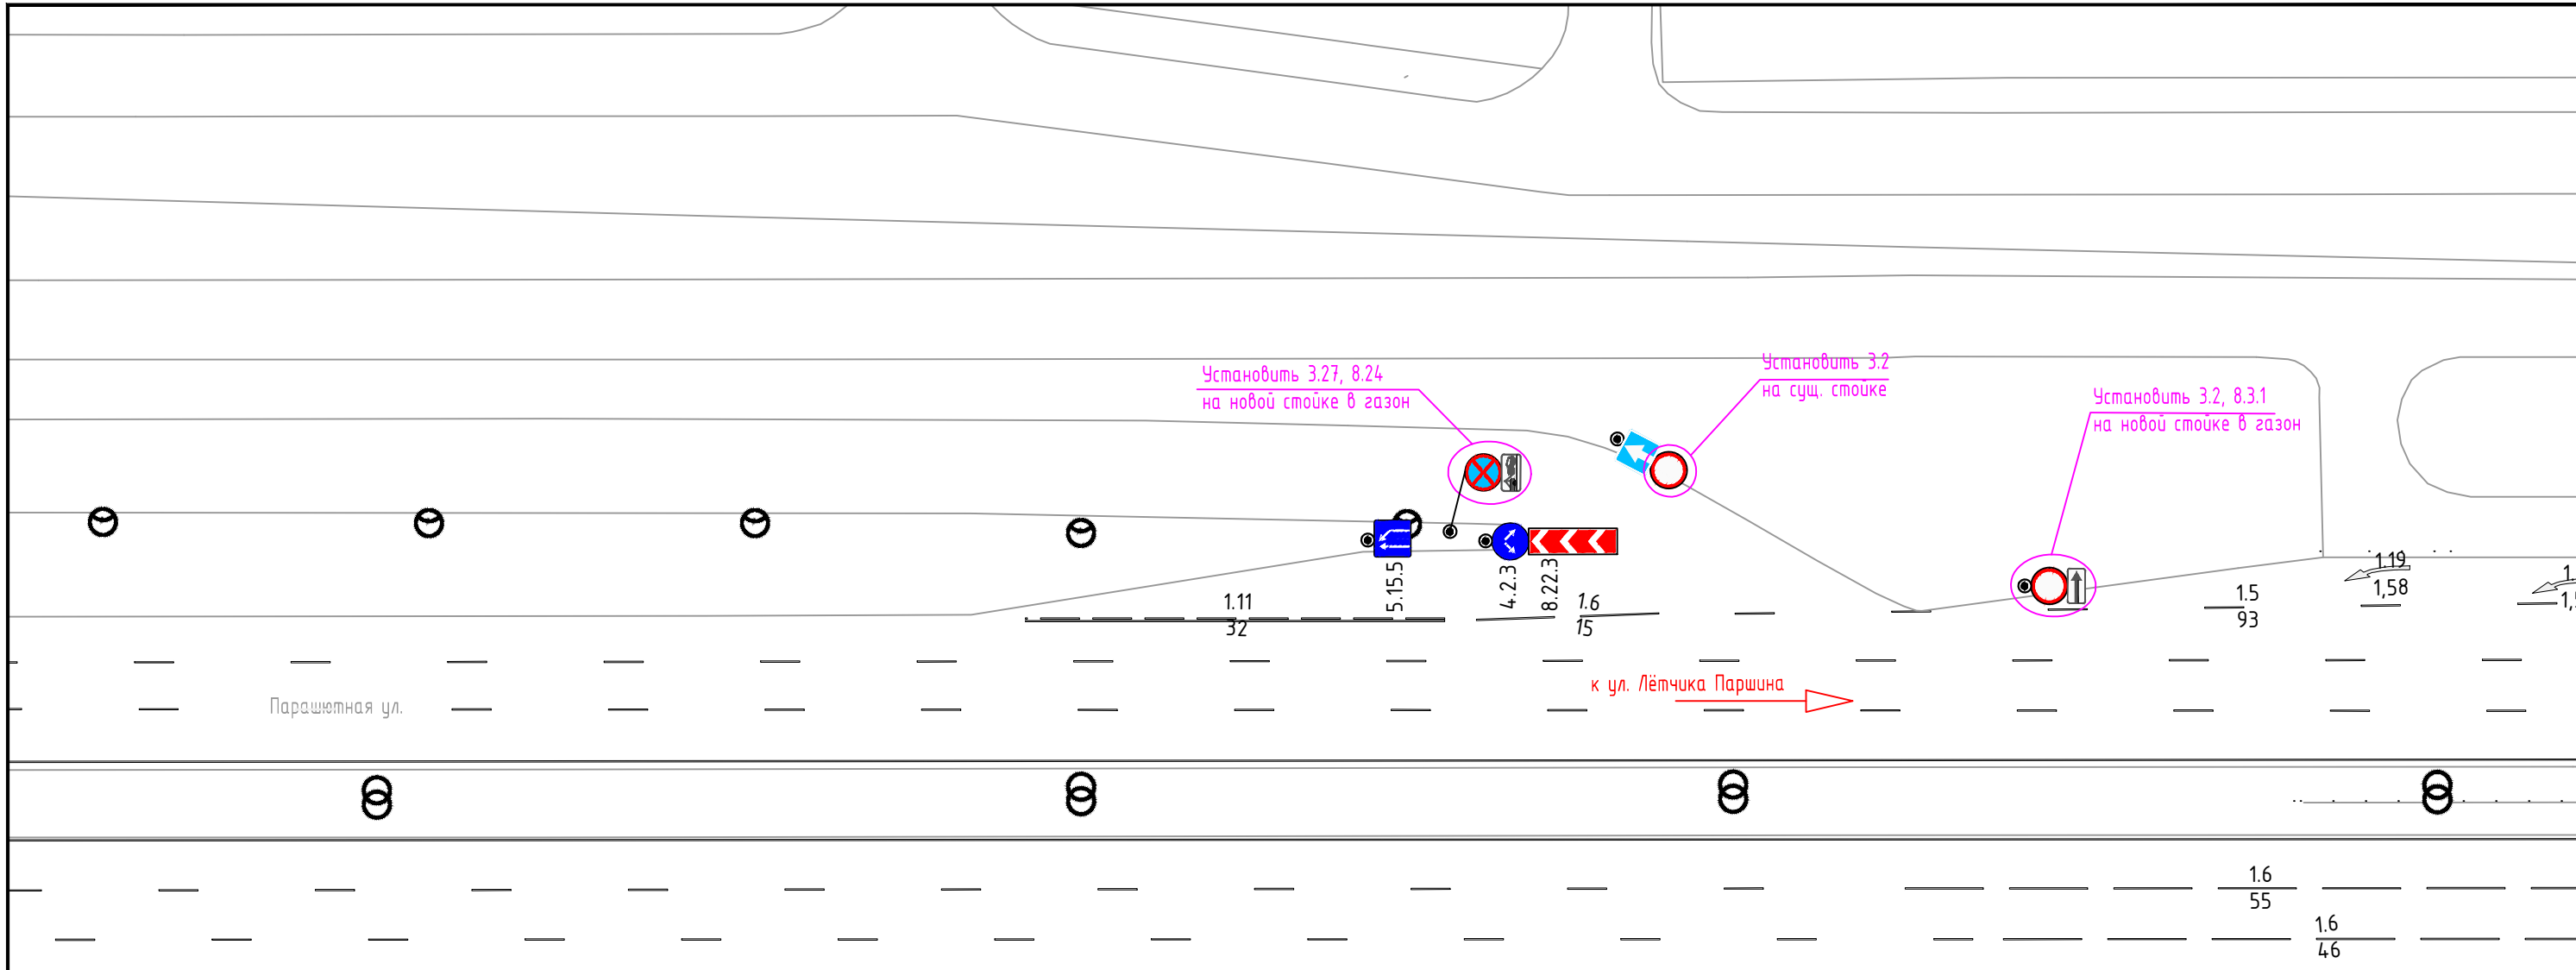 Установить 3.27, 8.24
на новой стойке в газон
Установить 3.2
на сущ. стойке
Установить 3.2, 8.3.1
на новой стойке в газон
5.15.5
4.2.3
8.22.3
1.11
32
1.6
15
1.5
93
1.19
1,58
к ул. Лётчика Паршина
Парашютная ул.
1.6
55
1.6
46